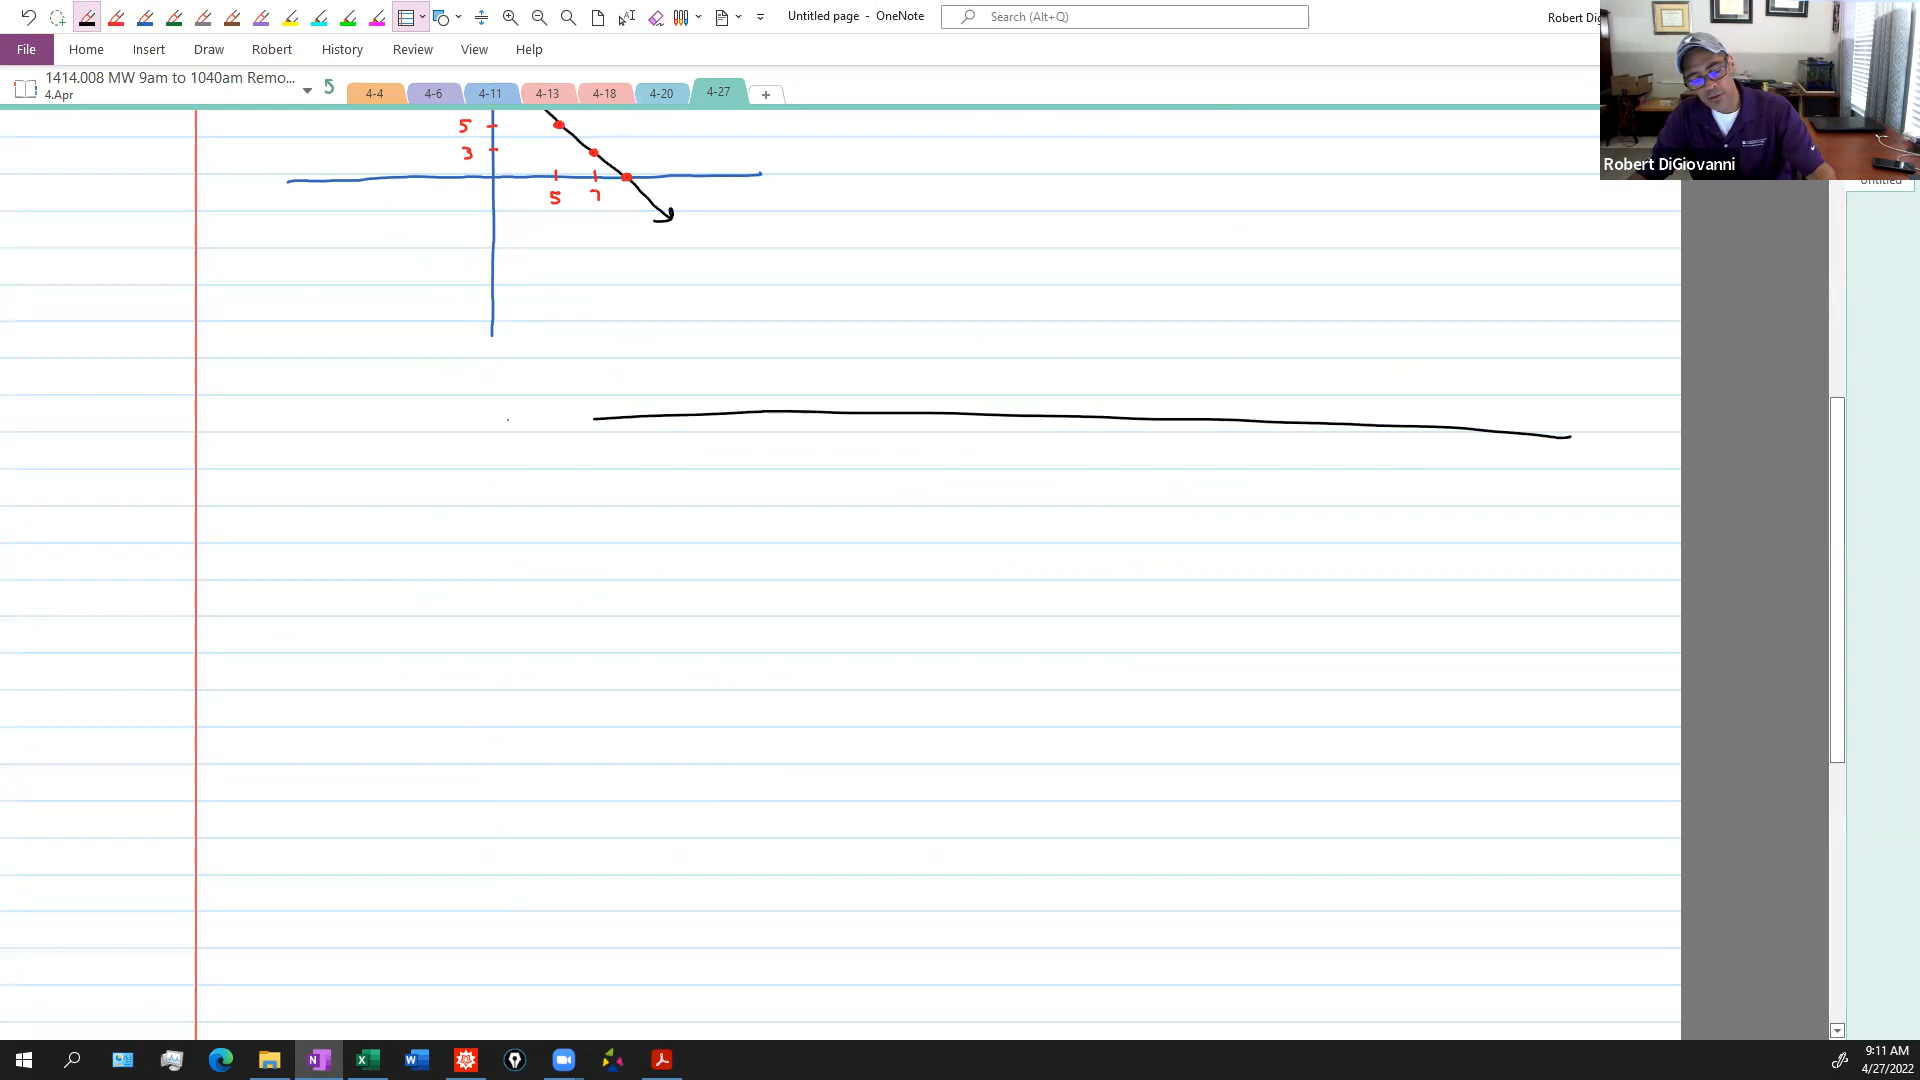 Untitled page - OneNote
Search (Alt+Q)
Robert Di
File
Home
Insert
Draw
Robert
History
Review
View
Help
1414.008 MW 9am to 1040am Remo...
4.Apr
4-4
4-6
4-11
4-13
4-18
4-20
4-27
Robert DiGiovanni
Untitled
5
3
5
7
9:11 AM
4/27/2022